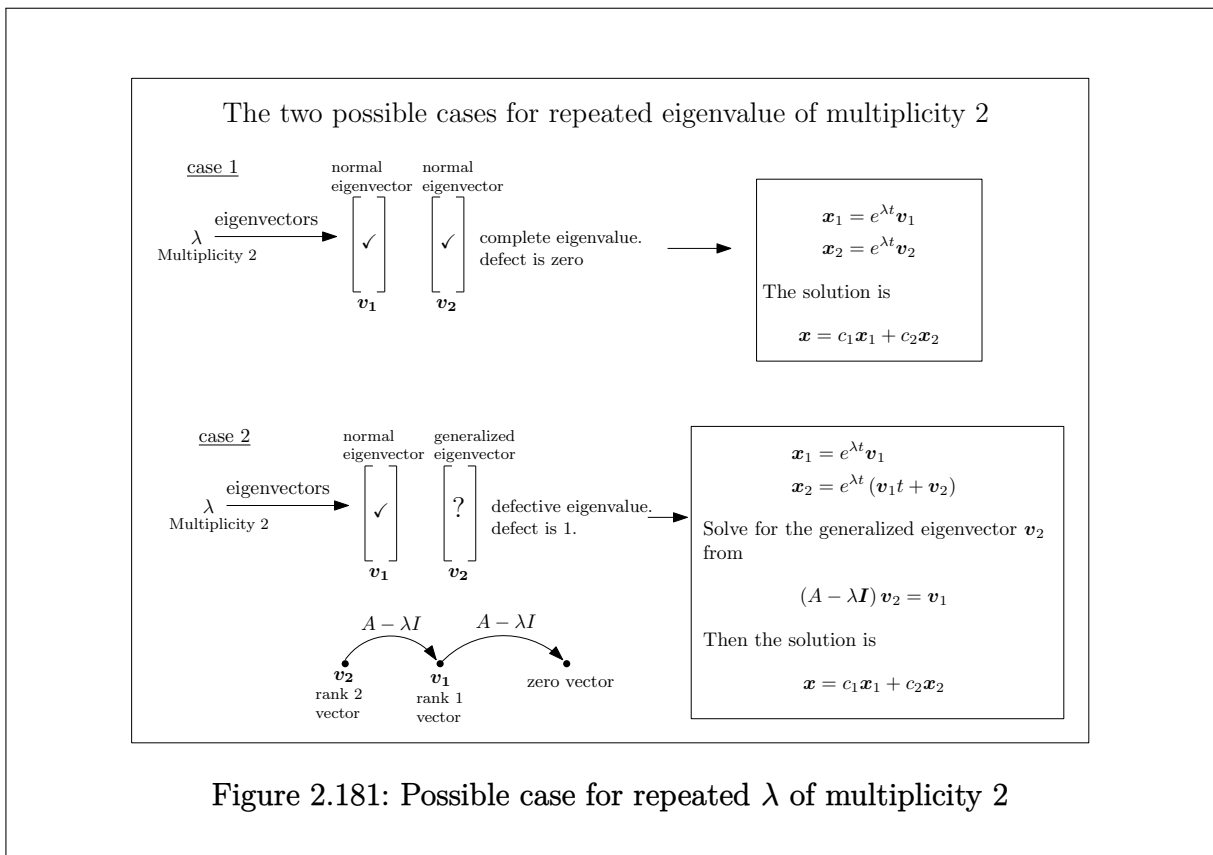 The two possible cases for repeated eigenvalue of multiplicity 2
case 1
normal
eigenvector
normal
eigenvector
eigenvectors
λ
Multiplicity 2
✓
✓
v₁
v₂
complete eigenvalue.
defect is zero
x₁ = e^{λt}v₁
x₂ = e^{λt}v₂
The solution is
x = c₁x₁ + c₂x₂
case 2
normal
eigenvector
generalized
eigenvector
eigenvectors
λ
Multiplicity 2
✓
?
v₁
v₂
defective eigenvalue.
defect is 1.
x₁ = e^{λt}v₁
x₂ = e^{λt} (v₁t + v₂)
Solve for the generalized eigenvector v₂
from
(A − λI) v₂ = v₁
Then the solution is
x = c₁x₁ + c₂x₂
A − λI
A − λI
v₂
rank 2
vector
v₁
rank 1
vector
zero vector
Figure 2.181: Possible case for repeated λ of multiplicity 2